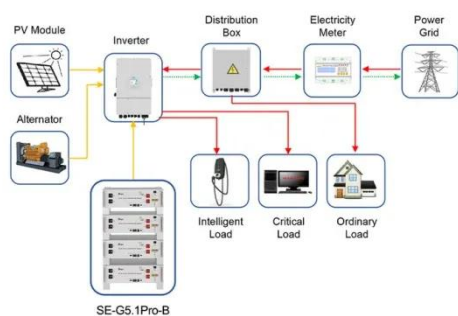 PV Module
Inverter
Distribution
Box
Electricity
Meter
Power
Grid
Alternator
Intelligent
Load
Critical
Load
Ordinary
Load
SE-G5.1Pro-B